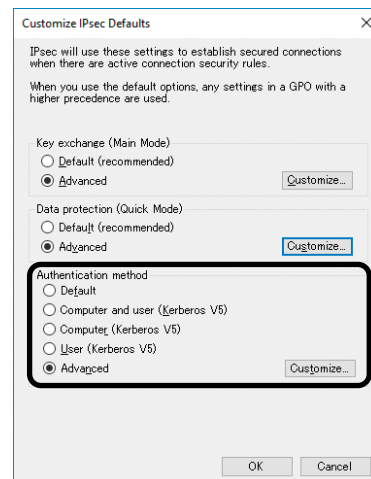 Customize IPsec Defaults
IPsec will use these settings to establish secured connections
when there are active connection security rules.
When you use the default options, any settings in a GPO with a
higher precedence are used.
Key exchange (Main Mode)
Default (recommended)
Advanced
Customize...
Data protection (Quick Mode)
Default (recommended)
Advanced
Customize...
Authentication method
Default
Computer and user (Kerberos V5)
Computer (Kerberos V5)
User (Kerberos V5)
Advanced
Customize...
OK Cancel